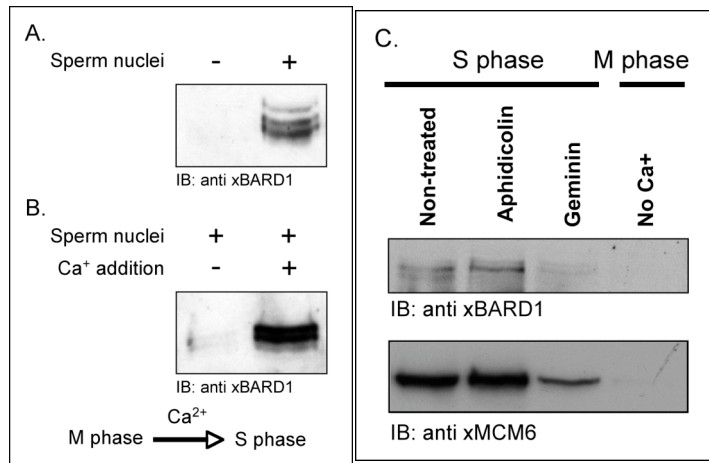 A.
Sperm nuclei - +
IB: anti xBARD1
B.
Sperm nuclei + +
Ca⁺ addition - +
IB: anti xBARD1
Ca²⁺
M phase S phase
C.
S phase M phase
Non-treated Aphidicolin Geminin No Ca+
IB: anti xBARD1
IB: anti xMCM6